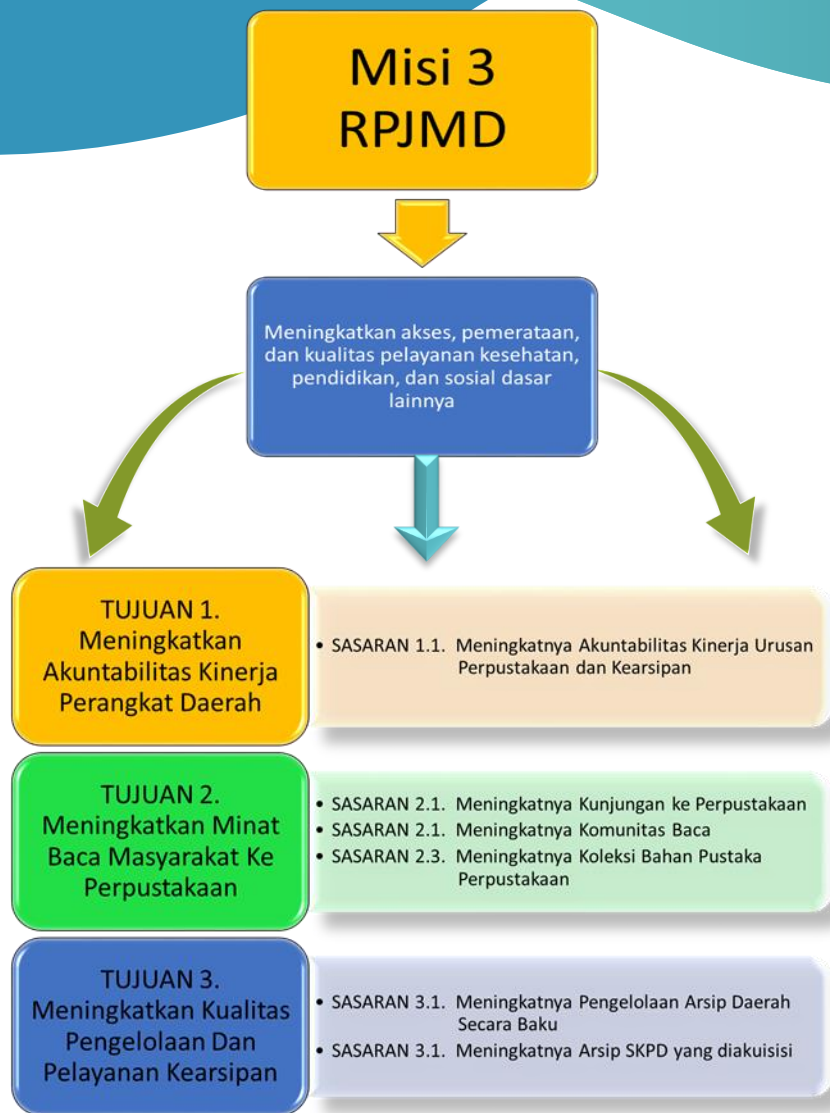 Misi 3
RPJMD
Meningkatkan akses, pemerataan,
dan kualitas pelayanan kesehatan,
pendidikan, dan sosial dasar
lainnya
TUJUAN 1.
Meningkatkan
Akuntabilitas Kinerja
Perangkat Daerah
• SASARAN 1.1. Meningkatnya Akuntabilitas Kinerja Urusan
Perpustakaan dan Kearsipan
TUJUAN 2.
Meningkatkan Minat
Baca Masyarakat Ke
Perpustakaan
• SASARAN 2.1. Meningkatnya Kunjungan ke Perpustakaan
• SASARAN 2.1. Meningkatnya Komunitas Baca
• SASARAN 2.3. Meningkatnya Koleksi Bahan Pustaka
Perpustakaan
TUJUAN 3.
Meningkatkan Kualitas
Pengelolaan Dan
Pelayanan Kearsipan
• SASARAN 3.1. Meningkatnya Pengelolaan Arsip Daerah
Secara Baku
• SASARAN 3.1. Meningkatnya Arsip SKPD yang diakuisisi